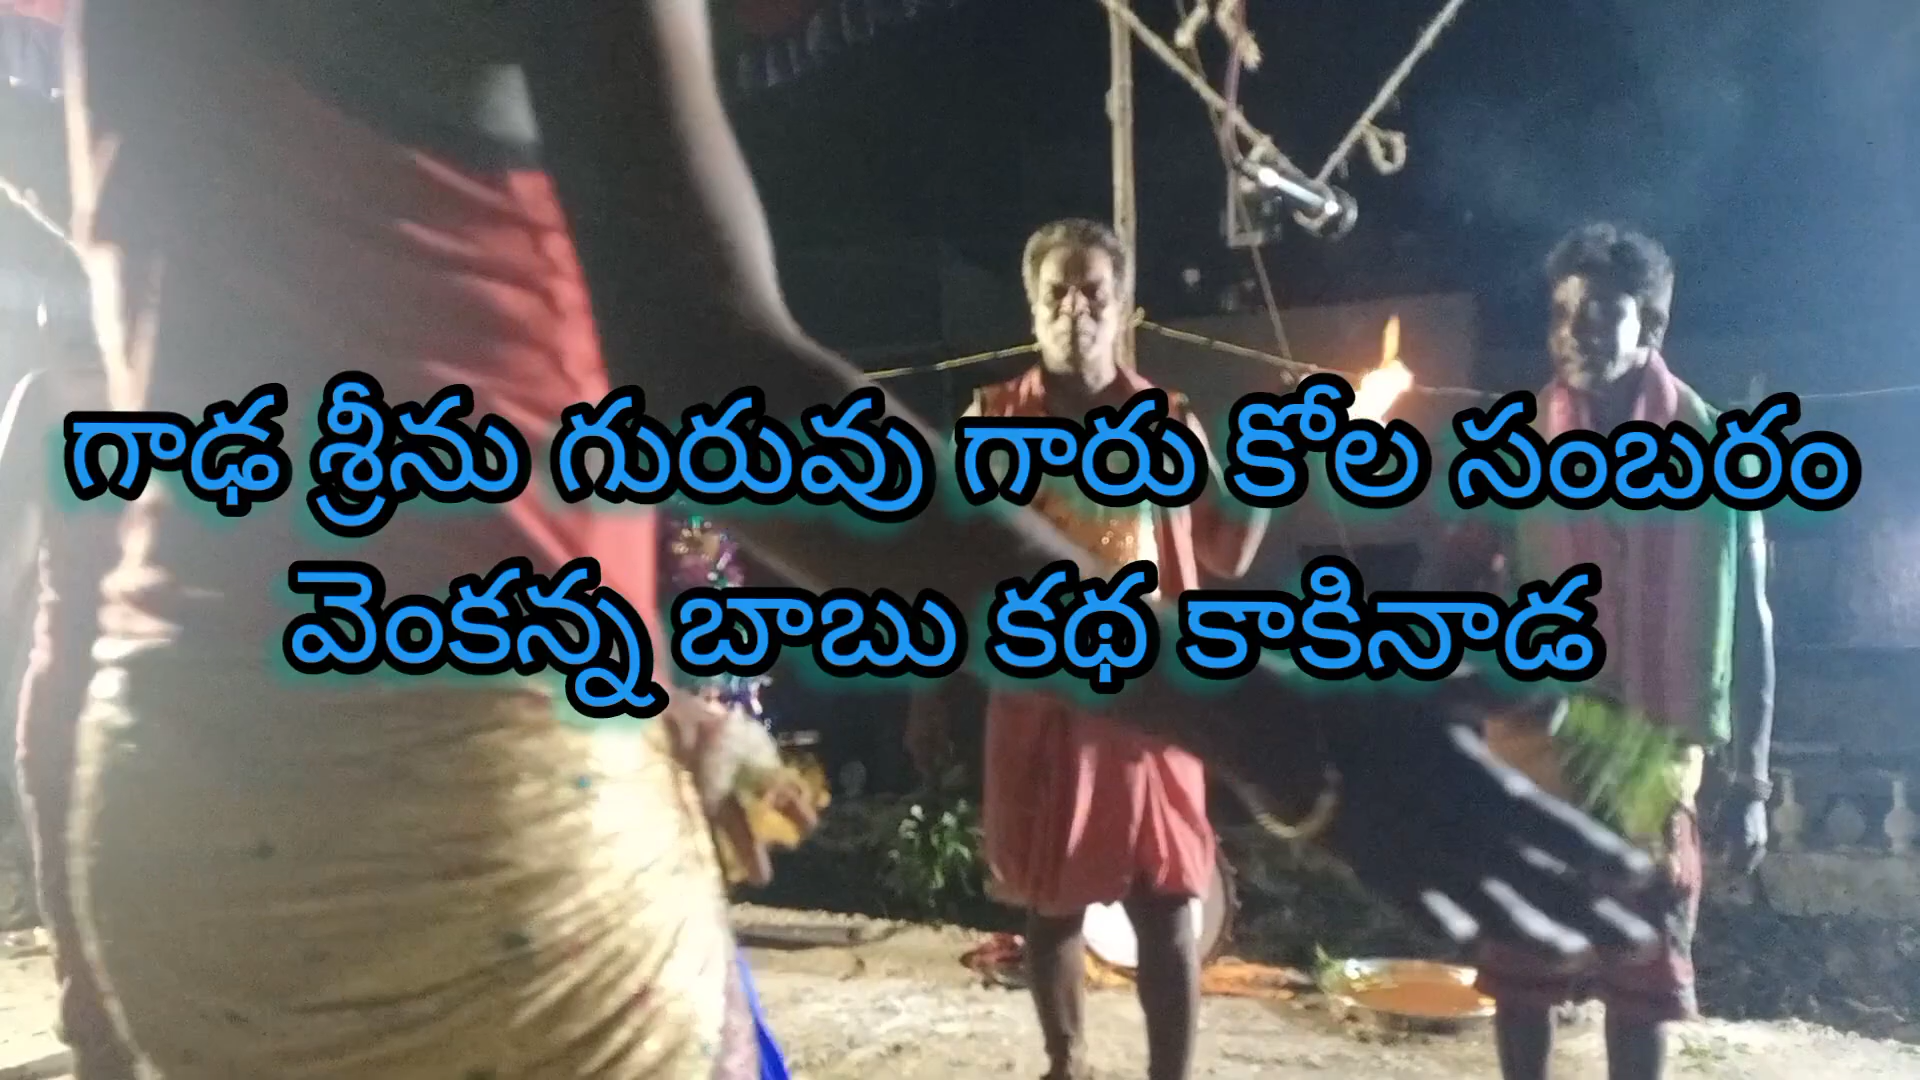 గాఢ శ్రీను గురువు గారు కోల సంబరం
వెంకన్న బాబు కథ కాకినాడ